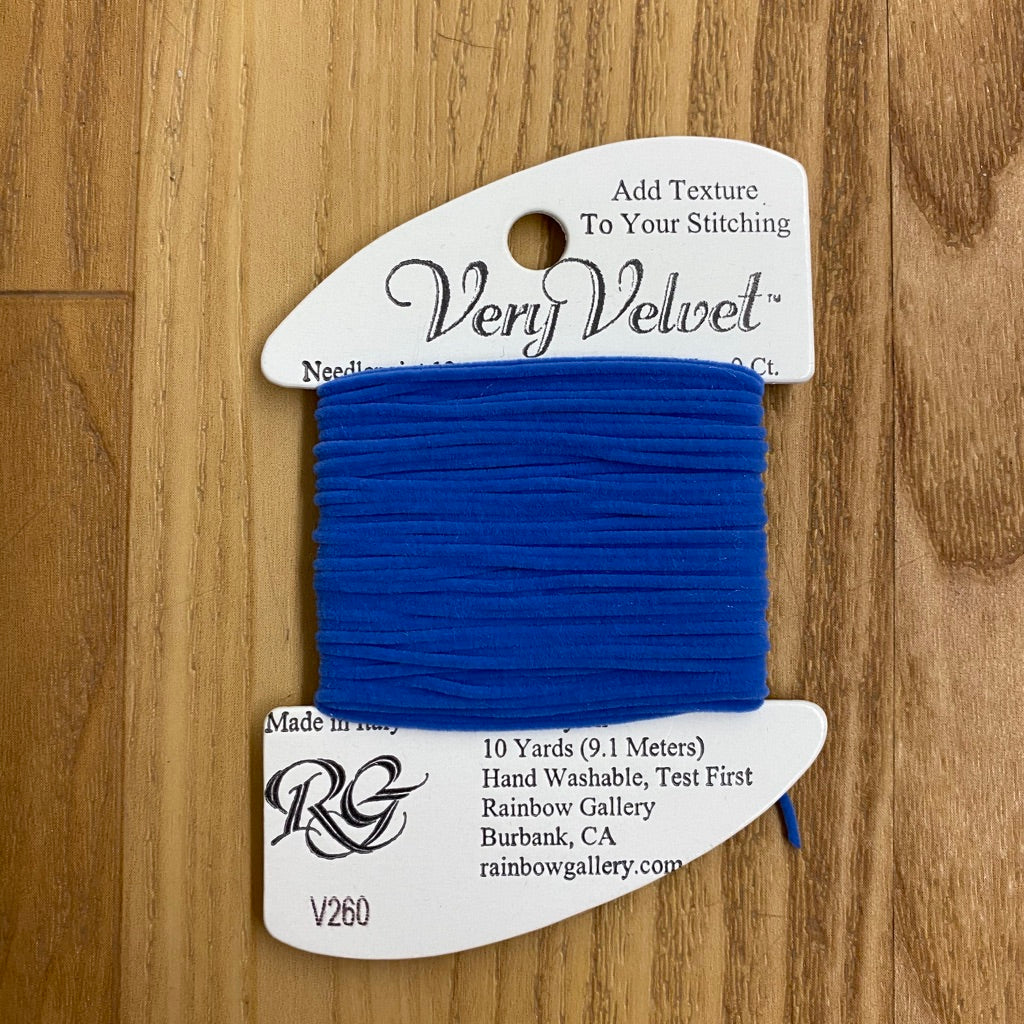 Add Texture
To Your Stitching
Very Velvet™
Ct.
Made in Italy
10 Yards (9.1 Meters)
Hand Washable, Test First
RG
Rainbow Gallery
Burbank, CA
rainbowgallery.com
V260